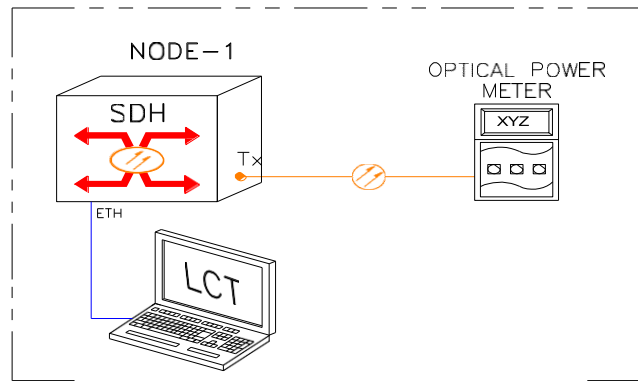 NODE-1
OPTICAL POWER
METER
SDH
XYZ
Tx
ETH
LCT